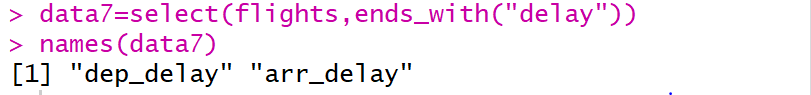 > data7=select(flights,ends_with("delay"))
> names(data7)
[1] "dep_delay" "arr_delay"